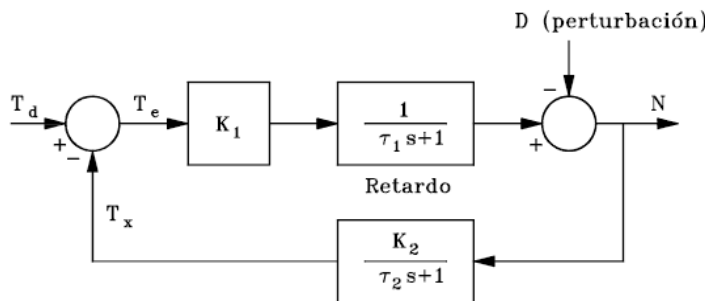 D (perturbación)
T_d
+
−
T_e
K_1
1
τ_1 s+1
Retardo
−
+
N
T_x
K_2
τ_2 s+1